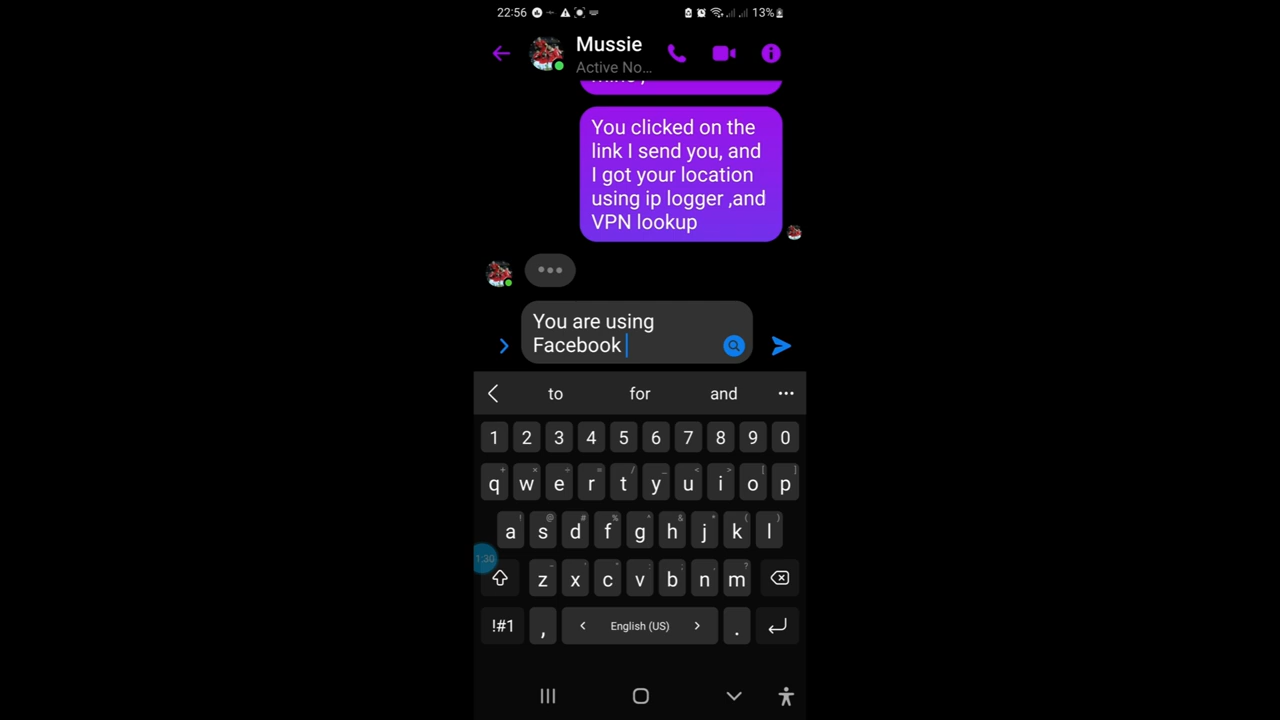 22:56
13%
Mussie
Active No...
You clicked on the
link I send you, and
I got your location
using ip logger ,and
VPN lookup
You are using
Facebook
to for and
1 2 3 4 5 6 7 8 9 0
+ × ÷ = / _ < > [ ]
q w e r t y u i o p
! @ # $ % ^ & * ( )
a s d f g h j k l
1:30
- ' " : ; , ?
z x c v b n m
!#1 , < English (US) > .